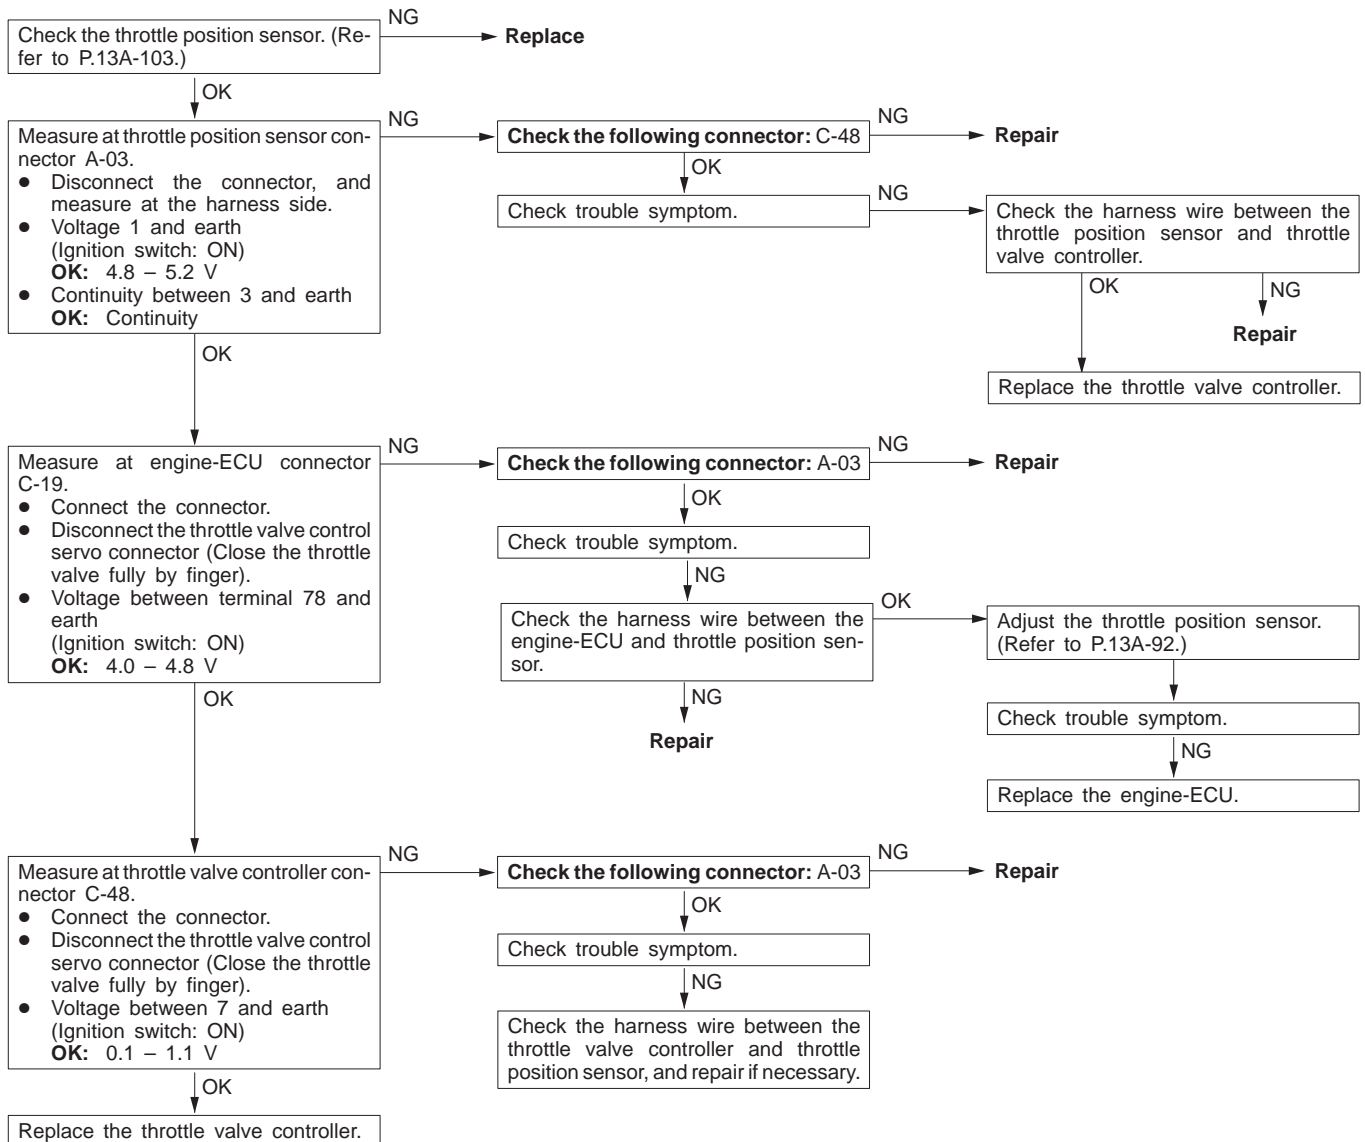 Check the throttle position sensor. (Re-
fer to P.13A-103.)
NG
Replace
OK
Measure at throttle position sensor con-
nector A-03.
● Disconnect the connector, and
measure at the harness side.
● Voltage 1 and earth
(Ignition switch: ON)
OK: 4.8 – 5.2 V
● Continuity between 3 and earth
OK: Continuity
NG
Check the following connector: C-48
NG
Repair
OK
Check trouble symptom.
NG
Check the harness wire between the
throttle position sensor and throttle
valve controller.
OK
NG
Repair
Replace the throttle valve controller.
OK
Measure at engine-ECU connector
C-19.
● Connect the connector.
● Disconnect the throttle valve control
servo connector (Close the throttle
valve fully by finger).
● Voltage between terminal 78 and
earth
(Ignition switch: ON)
OK: 4.0 – 4.8 V
NG
Check the following connector: A-03
NG
Repair
OK
Check trouble symptom.
NG
Check the harness wire between the
engine-ECU and throttle position sen-
sor.
OK
Adjust the throttle position sensor.
(Refer to P.13A-92.)
Check trouble symptom.
NG
Replace the engine-ECU.
NG
Repair
OK
Measure at throttle valve controller con-
nector C-48.
● Connect the connector.
● Disconnect the throttle valve control
servo connector (Close the throttle
valve fully by finger).
● Voltage between 7 and earth
(Ignition switch: ON)
OK: 0.1 – 1.1 V
NG
Check the following connector: A-03
NG
Repair
OK
Check trouble symptom.
NG
Check the harness wire between the
throttle valve controller and throttle
position sensor, and repair if necessary.
OK
Replace the throttle valve controller.